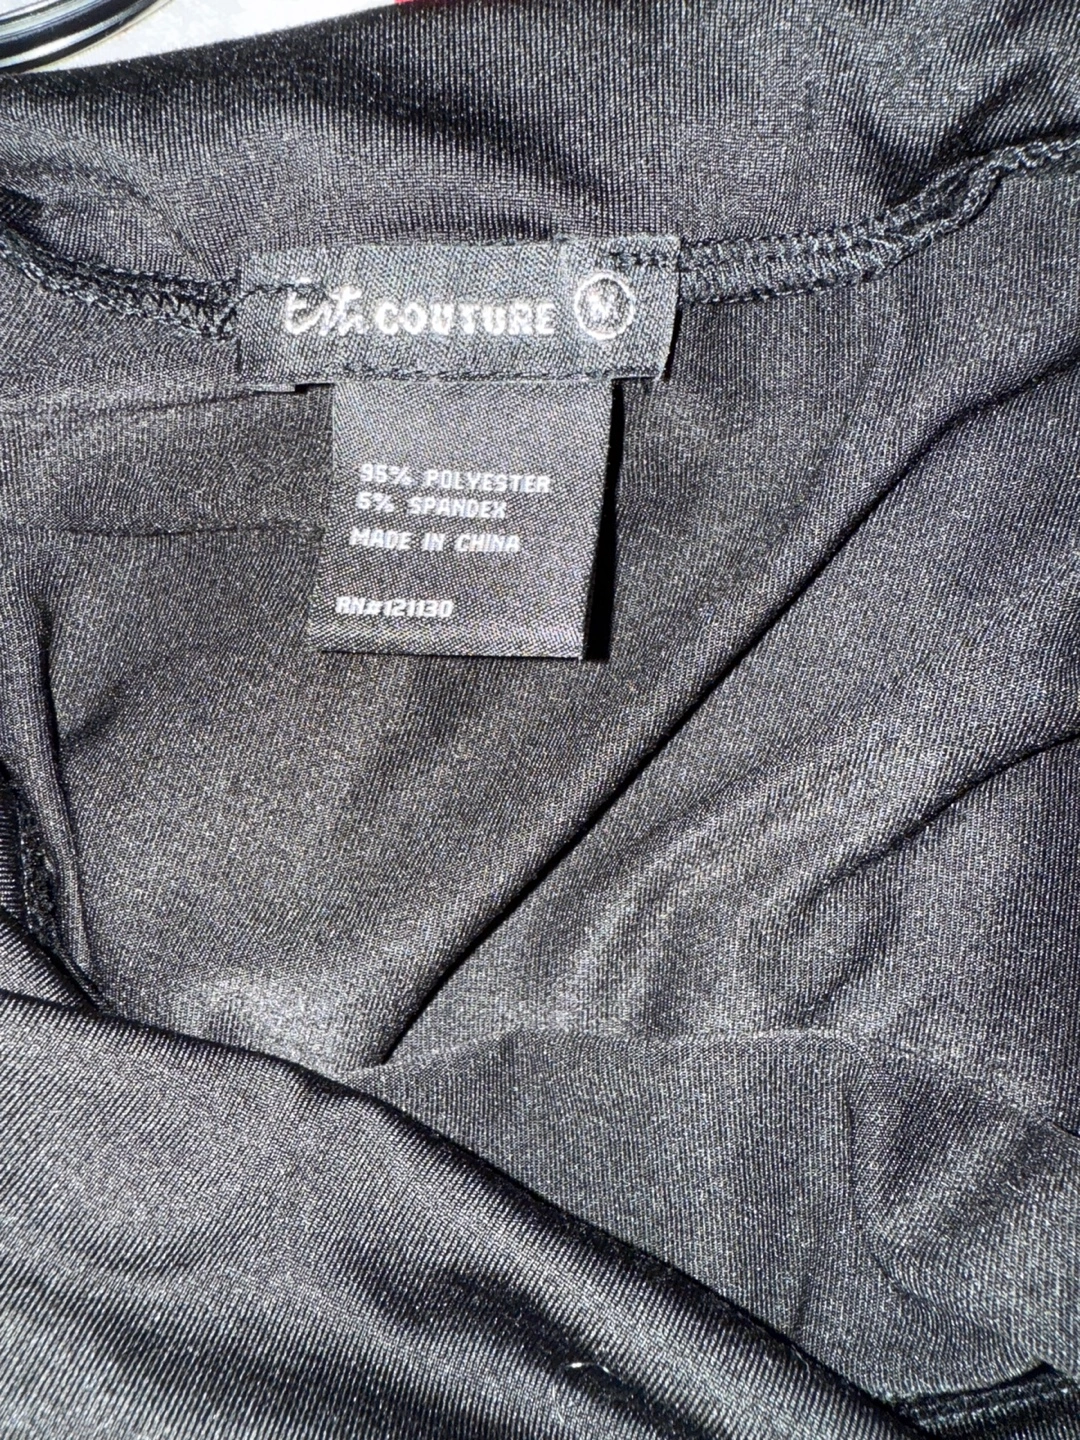 COUTURE
95% POLYESTER
5% SPANDEX
MADE IN CHINA
RN#121130